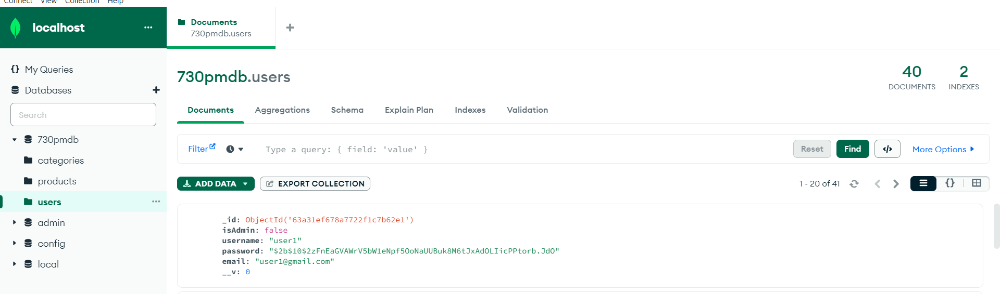 Connect View Collection Help
localhost
Documents
730pmdb.users
My Queries
Databases
Search
730pmdb
categories
products
users
admin
config
local
730pmdb.users
40
DOCUMENTS
2
INDEXES
Documents Aggregations Schema Explain Plan Indexes Validation
Filter Type a query: { field: 'value' } Reset Find </> More Options
ADD DATA EXPORT COLLECTION 1 - 20 of 41 {}
_id: ObjectId('63a31ef678a7722f1c7b62e1')
isAdmin: false
username: "user1"
password: "$2b$10$2zFnEaGVAWrV5bW1eNpf5OoNaUUBuk8M6tJxAdOLIicPPtorb.JdO"
email: "user1@gmail.com"
__v: 0